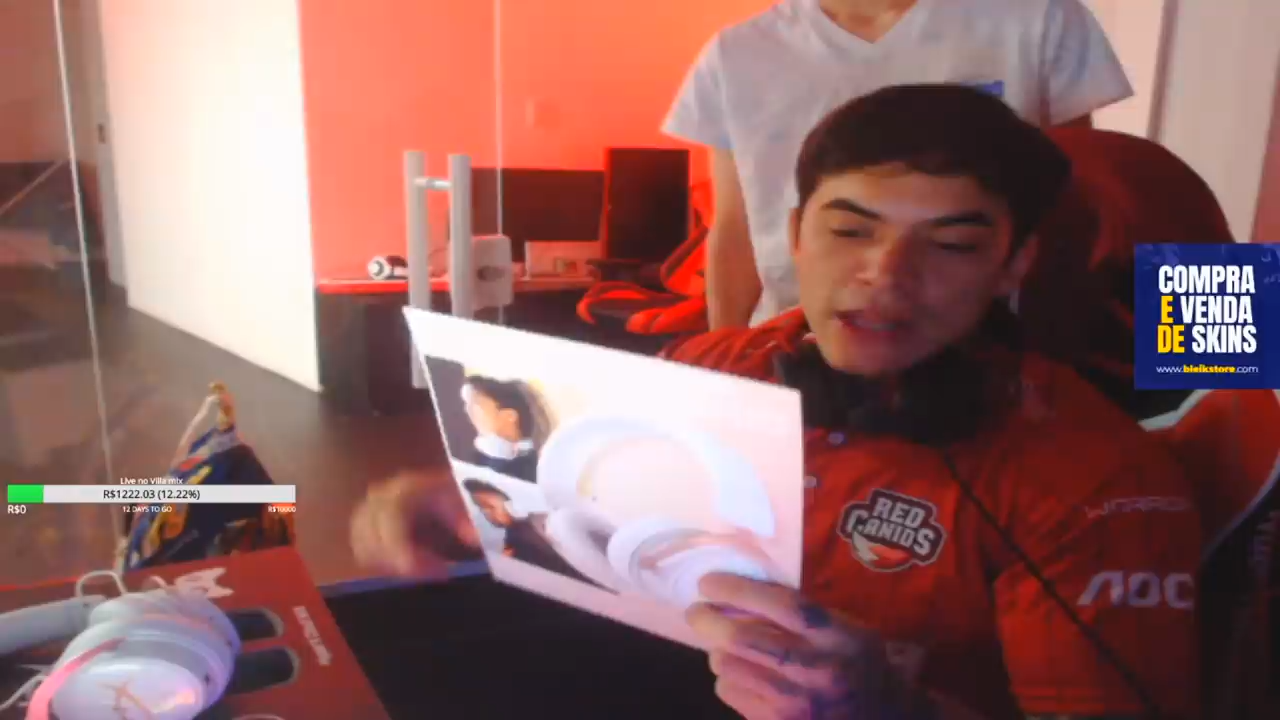 COMPRA
E VENDA
DE SKINS
www.bleikstore.com
Live no Villa mix
R$1222.03 (12.22%)
R$0
12 DAYS TO GO
R$10000
RED
CANIDS
AOC